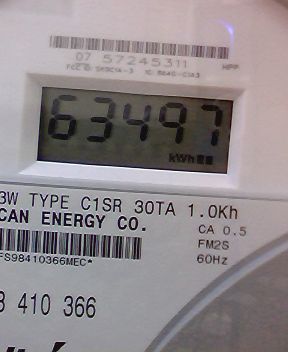 07 57245311
HPP
63497
kWh
3W TYPE C1SR 30TA 1.0Kh
CAN ENERGY CO.
CA 0.5
FM2S
60Hz
FS98410366MEC*
3 410 366